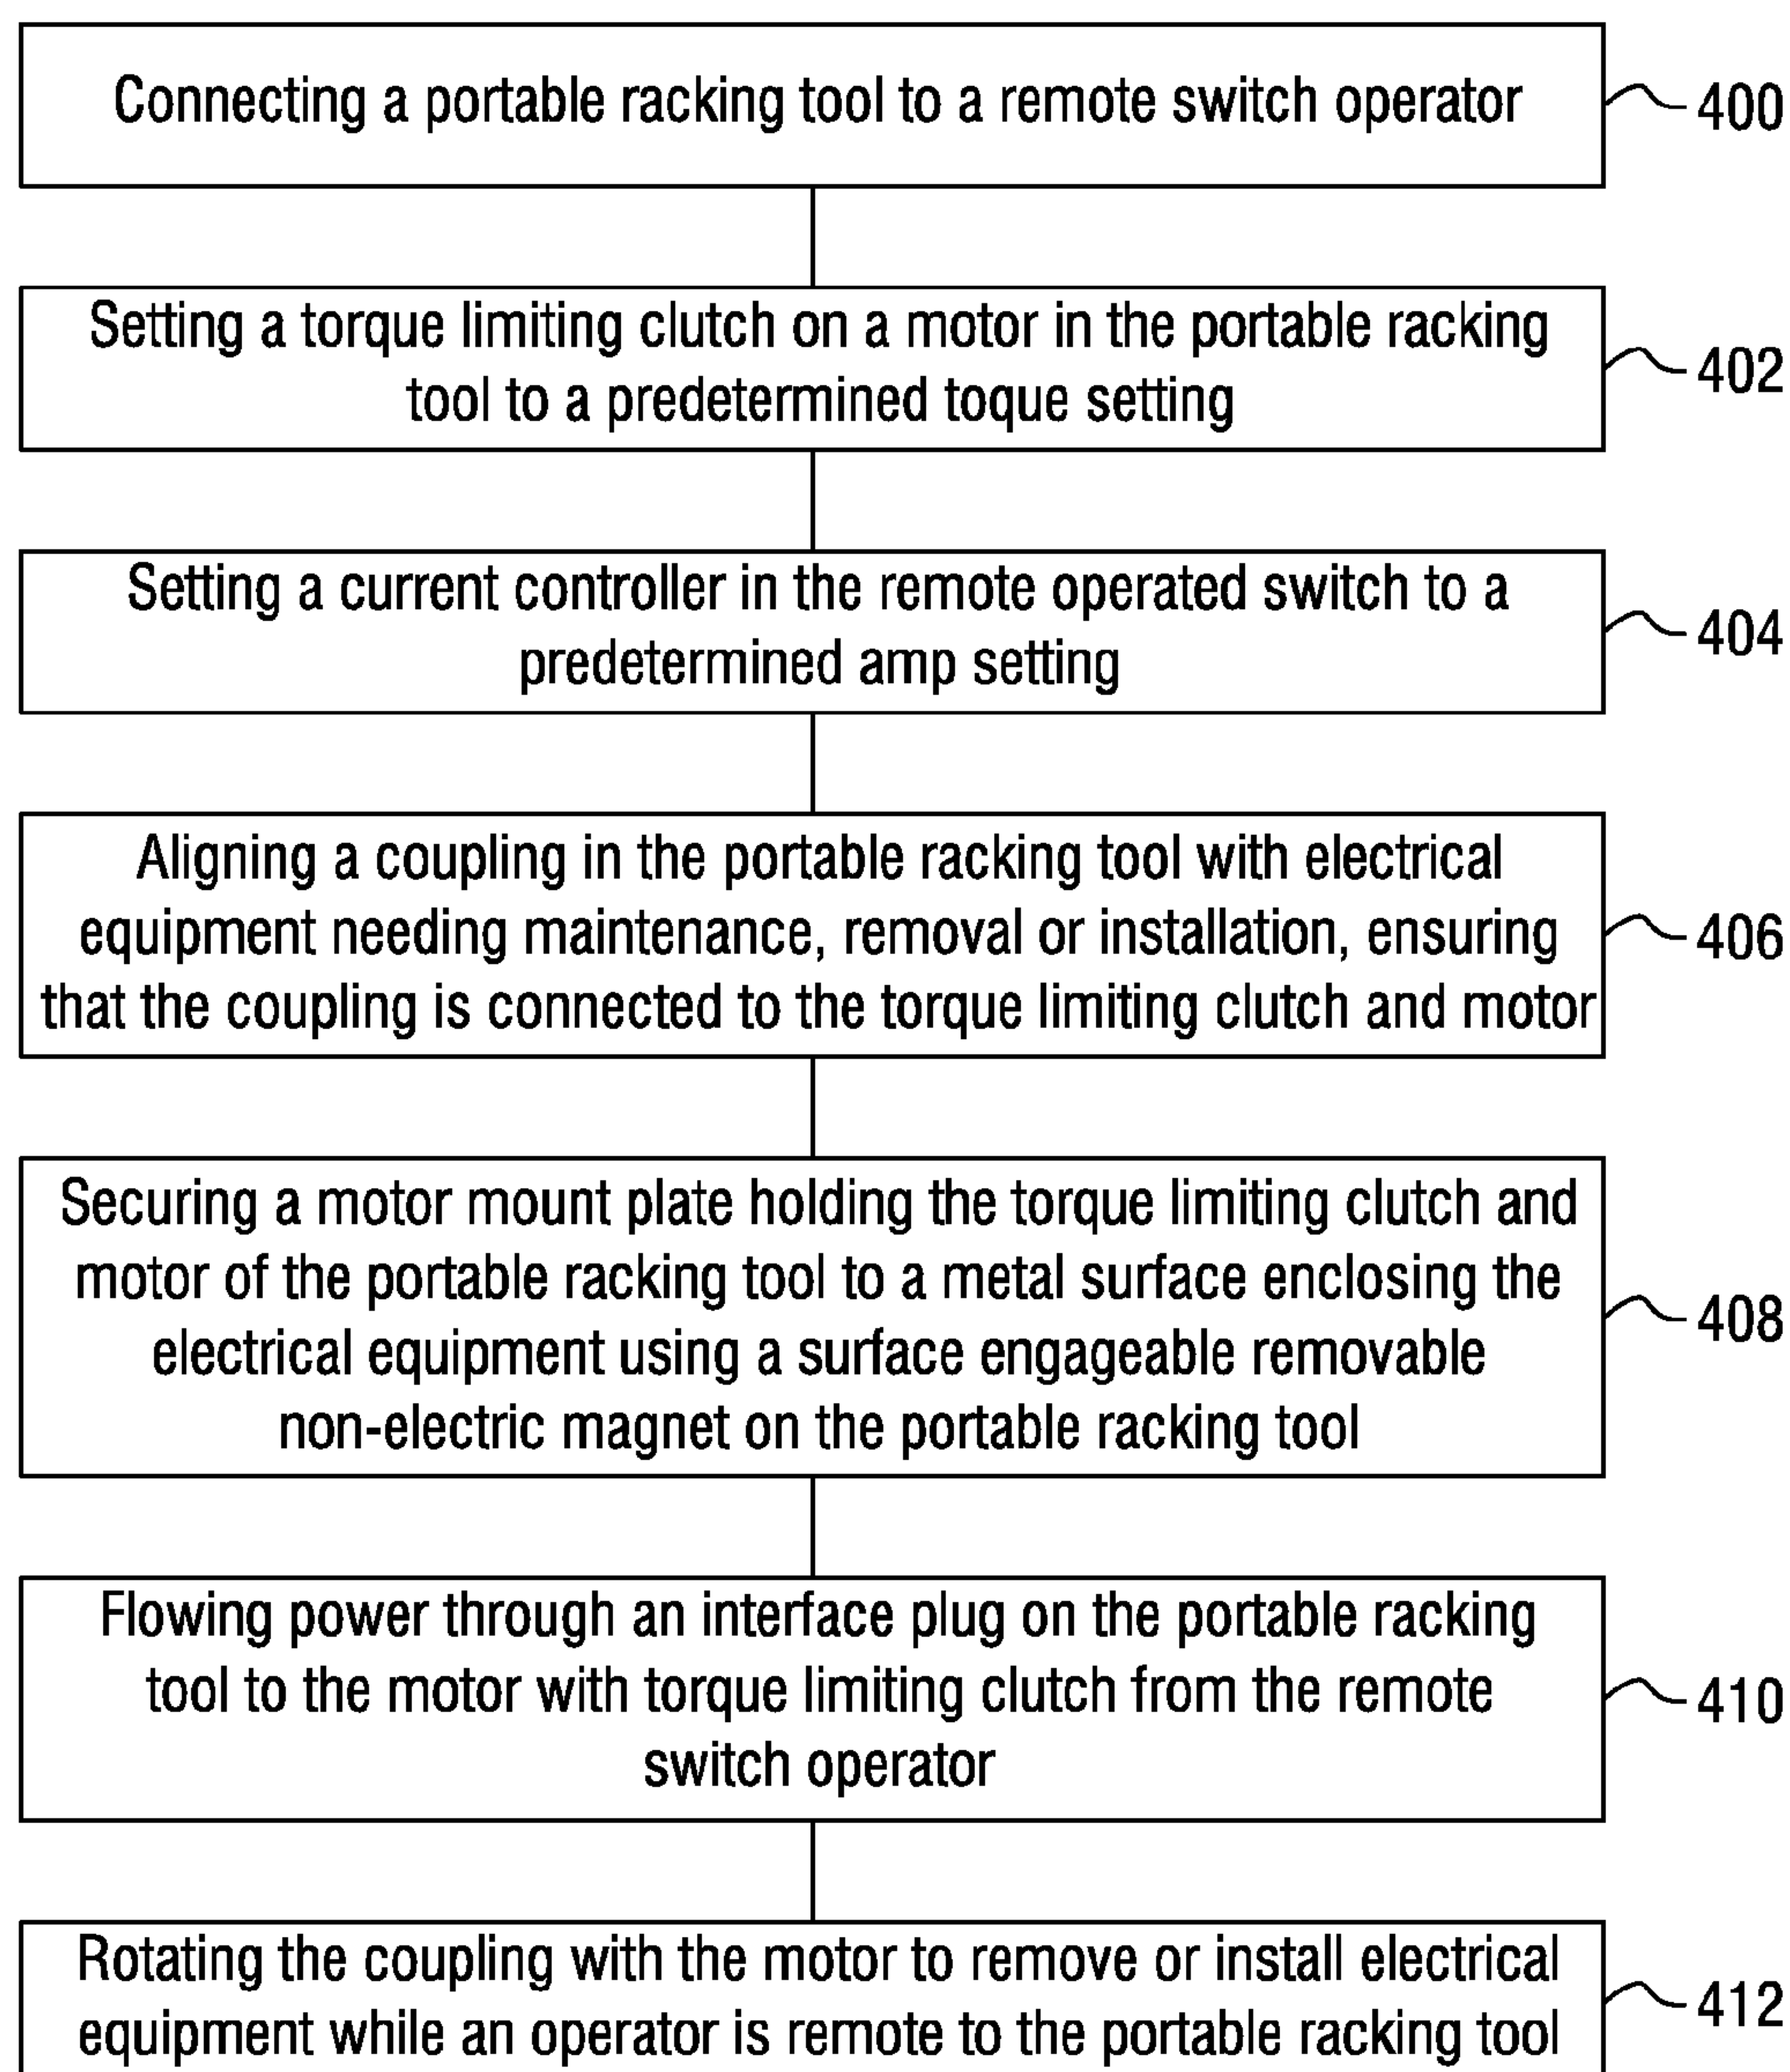 Connecting a portable racking tool to a remote switch operator
400
Setting a torque limiting clutch on a motor in the portable racking
tool to a predetermined toque setting
402
Setting a current controller in the remote operated switch to a
predetermined amp setting
404
Aligning a coupling in the portable racking tool with electrical
equipment needing maintenance, removal or installation, ensuring
that the coupling is connected to the torque limiting clutch and motor
406
Securing a motor mount plate holding the torque limiting clutch and
motor of the portable racking tool to a metal surface enclosing the
electrical equipment using a surface engageable removable
non-electric magnet on the portable racking tool
408
Flowing power through an interface plug on the portable racking
tool to the motor with torque limiting clutch from the remote
switch operator
410
Rotating the coupling with the motor to remove or install electrical
equipment while an operator is remote to the portable racking tool
412